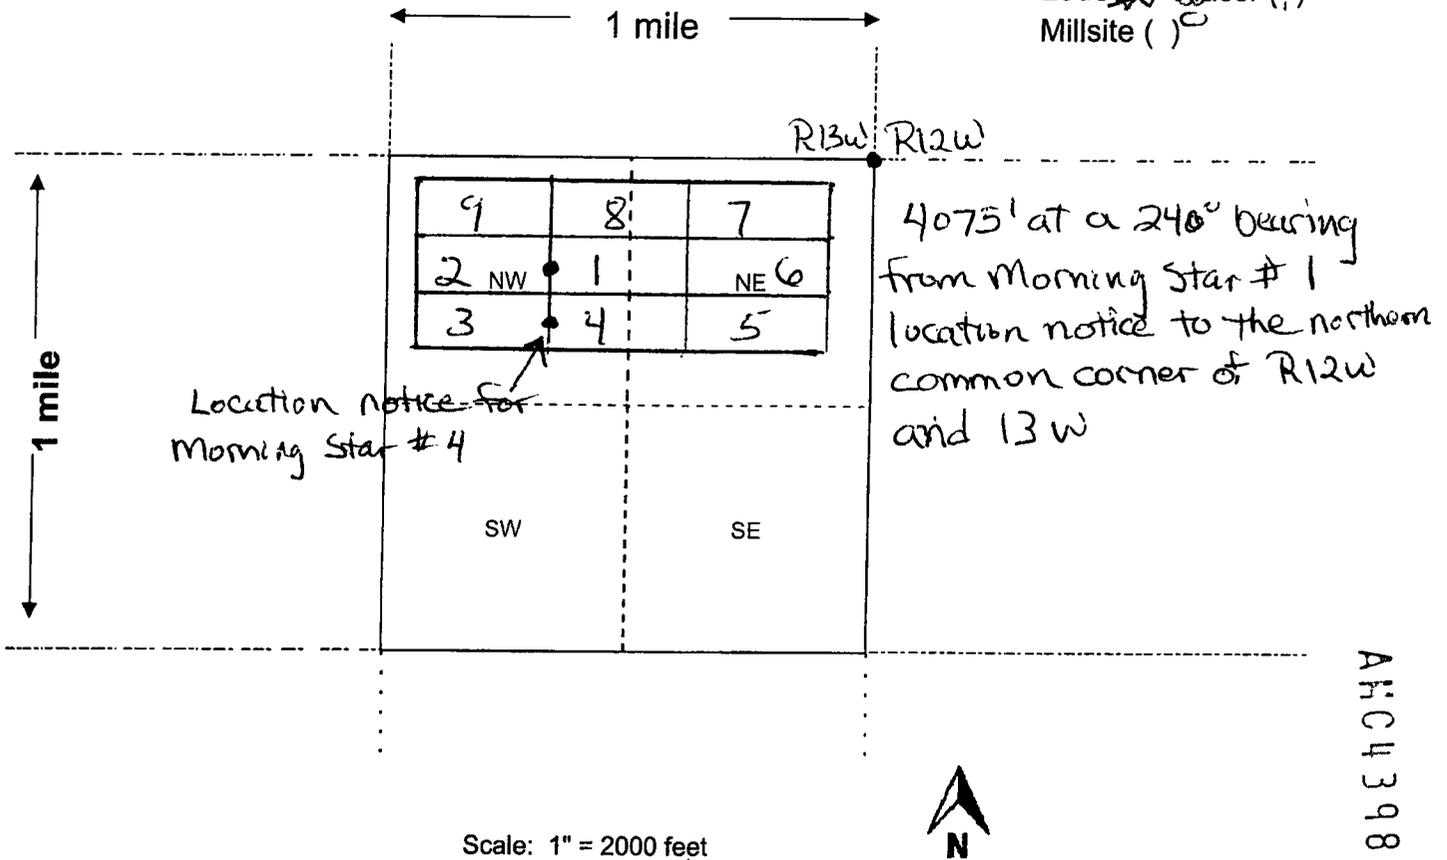 1 mile
Millsite ( )
R13W R12W
9 8 7
2 NW 1 NE 6
3 4 5
4075' at a 240° bearing
from Morning Star # 1
location notice to the northern
common corner of R12W
and 13 W
1 mile
Location notice for
Morning Star # 4
SW SE
Scale: 1" = 2000 feet
N
AMC4398